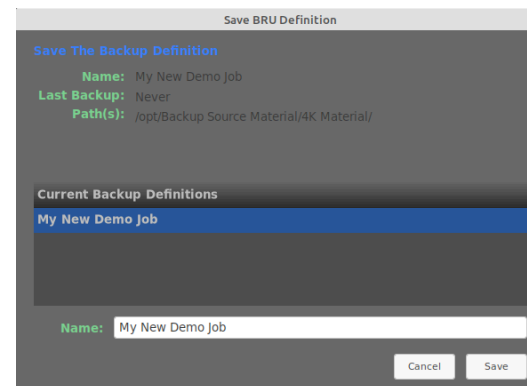 Save BRU Definition
Save The Backup Definition
Name: My New Demo Job
Last Backup: Never
Path(s): /opt/Backup Source Material/4K Material/
Current Backup Definitions
My New Demo Job
Name: My New Demo Job
Cancel Save